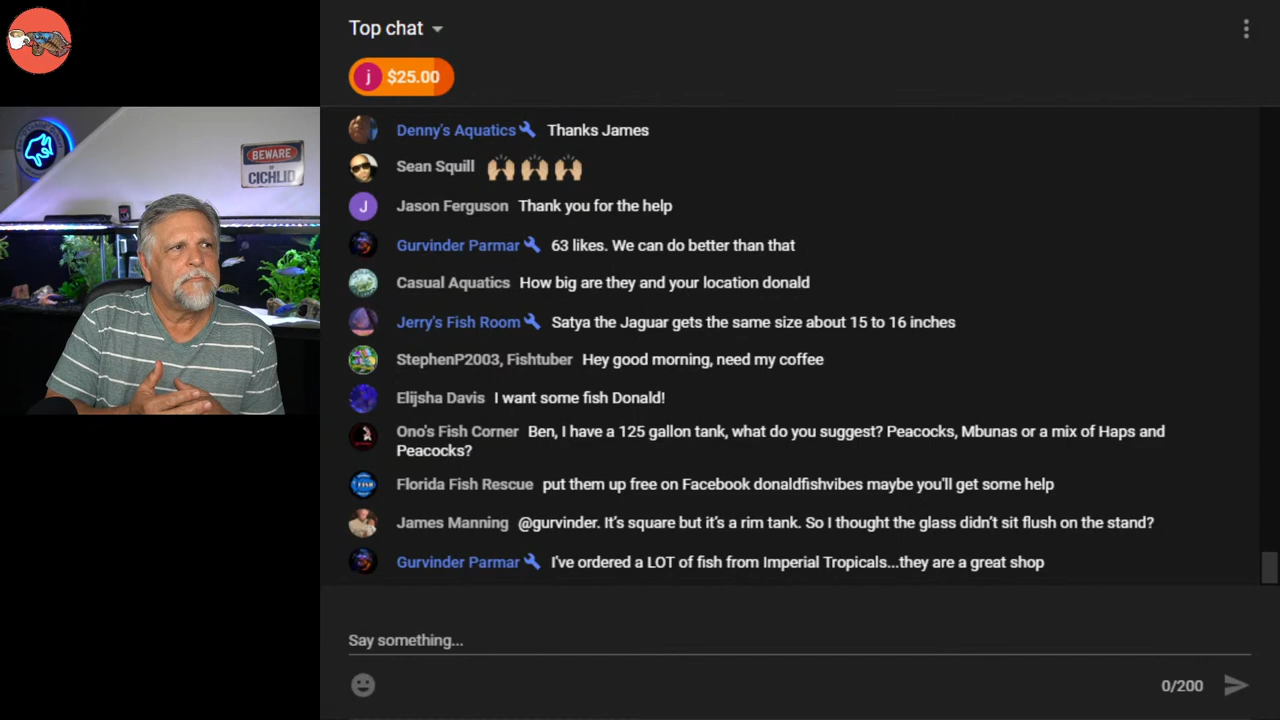 Top chat
j $25.00
BEWARE
OF
CICHLID
Denny's Aquatics Thanks James
Sean Squill
J Jason Ferguson Thank you for the help
Gurvinder Parmar 63 likes. We can do better than that
Casual Aquatics How big are they and your location donald
Jerry's Fish Room Satya the Jaguar gets the same size about 15 to 16 inches
StephenP2003, Fishtuber Hey good morning, need my coffee
Elijsha Davis I want some fish Donald!
Ono's Fish Corner Ben, I have a 125 gallon tank, what do you suggest? Peacocks, Mbunas or a mix of Haps and
Peacocks?
Florida Fish Rescue put them up free on Facebook donaldfishvibes maybe you'll get some help
James Manning @gurvinder. It's square but it's a rim tank. So I thought the glass didn't sit flush on the stand?
Gurvinder Parmar I've ordered a LOT of fish from Imperial Tropicals...they are a great shop
Say something...
0/200